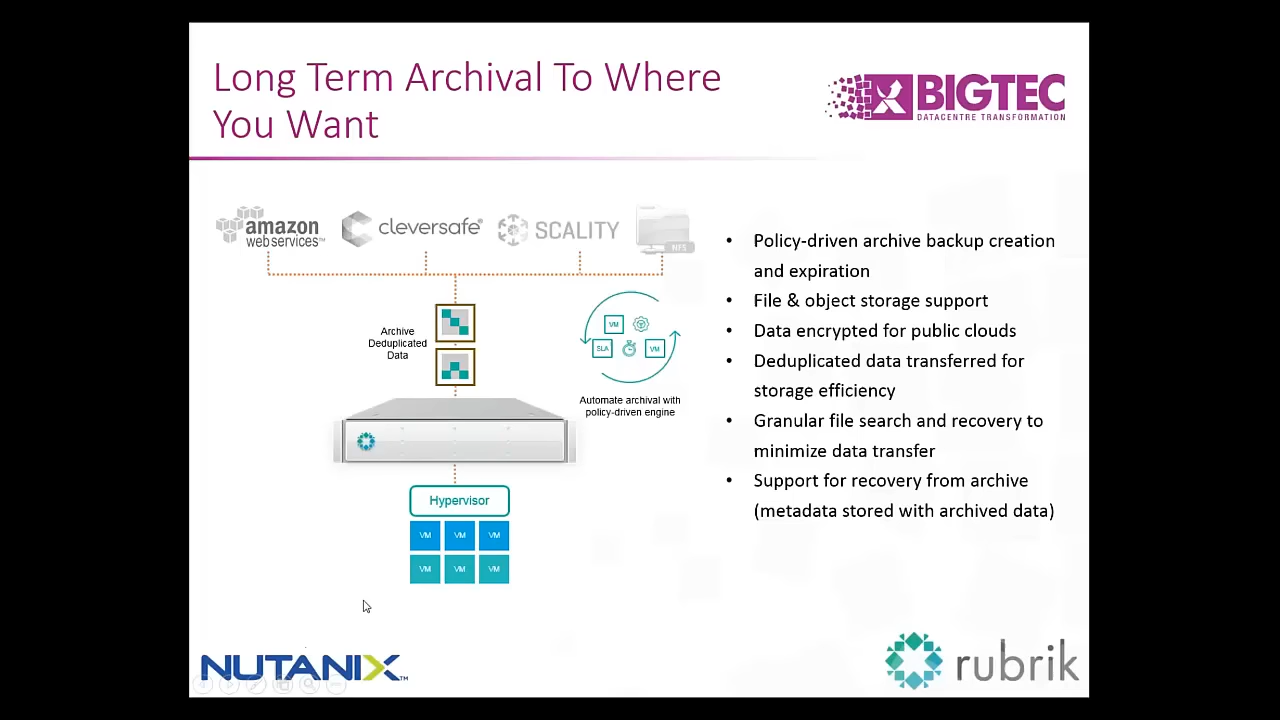 Long Term Archival To Where
You Want
BIGTEC
DATACENTRE TRANSFORMATION
amazon
webservices™
cleversafe®
SCALITY
NFS
Archive
Deduplicated
Data
VM
SLA
VM
Automate archival with
policy-driven engine
Hypervisor
VM VM VM
VM VM VM
• Policy-driven archive backup creation
and expiration
• File & object storage support
• Data encrypted for public clouds
• Deduplicated data transferred for
storage efficiency
• Granular file search and recovery to
minimize data transfer
• Support for recovery from archive
(metadata stored with archived data)
NUTANIX™
rubrik